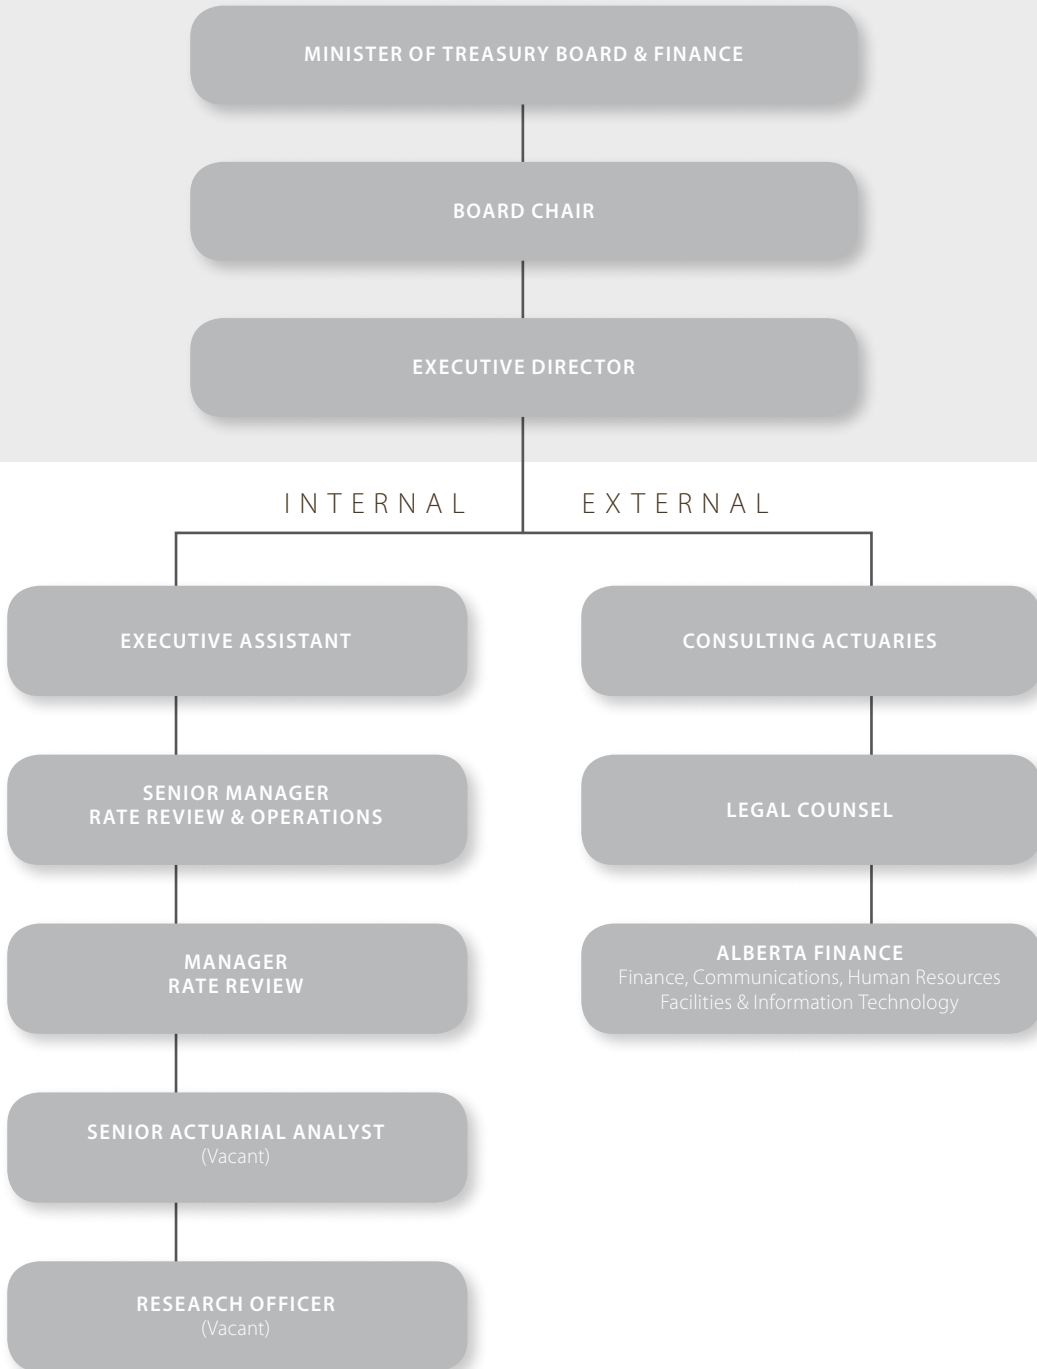 MINISTER OF TREASURY BOARD & FINANCE
BOARD CHAIR
EXECUTIVE DIRECTOR
INTERNAL
EXTERNAL
EXECUTIVE ASSISTANT
SENIOR MANAGER
RATE REVIEW & OPERATIONS
MANAGER
RATE REVIEW
SENIOR ACTUARIAL ANALYST
(Vacant)
RESEARCH OFFICER
(Vacant)
CONSULTING ACTUARIES
LEGAL COUNSEL
ALBERTA FINANCE
Finance, Communications, Human Resources
Facilities & Information Technology